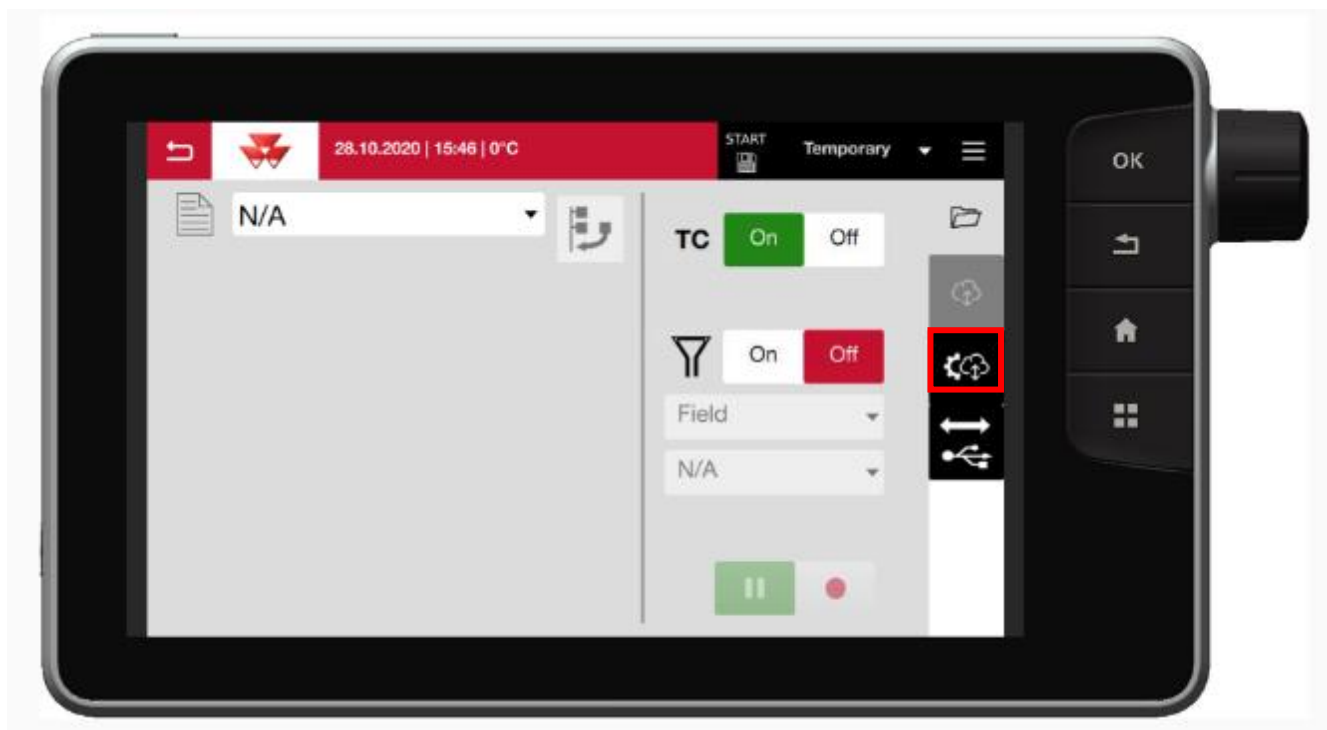 28.10.2020 | 15:46 | 0°C
START
Temporary
OK
N/A
TC On Off
On Off
Field
N/A